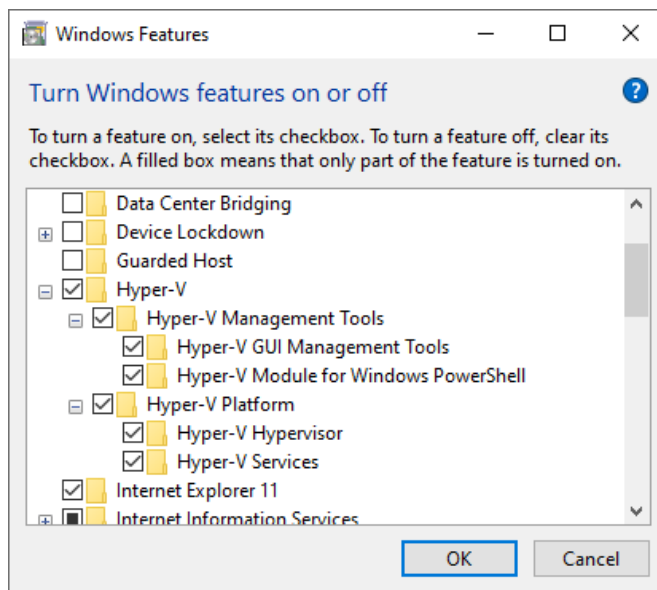 Windows Features
Turn Windows features on or off
To turn a feature on, select its checkbox. To turn a feature off, clear its
checkbox. A filled box means that only part of the feature is turned on.
Data Center Bridging
Device Lockdown
Guarded Host
Hyper-V
Hyper-V Management Tools
Hyper-V GUI Management Tools
Hyper-V Module for Windows PowerShell
Hyper-V Platform
Hyper-V Hypervisor
Hyper-V Services
Internet Explorer 11
Internet Information Services
OK
Cancel